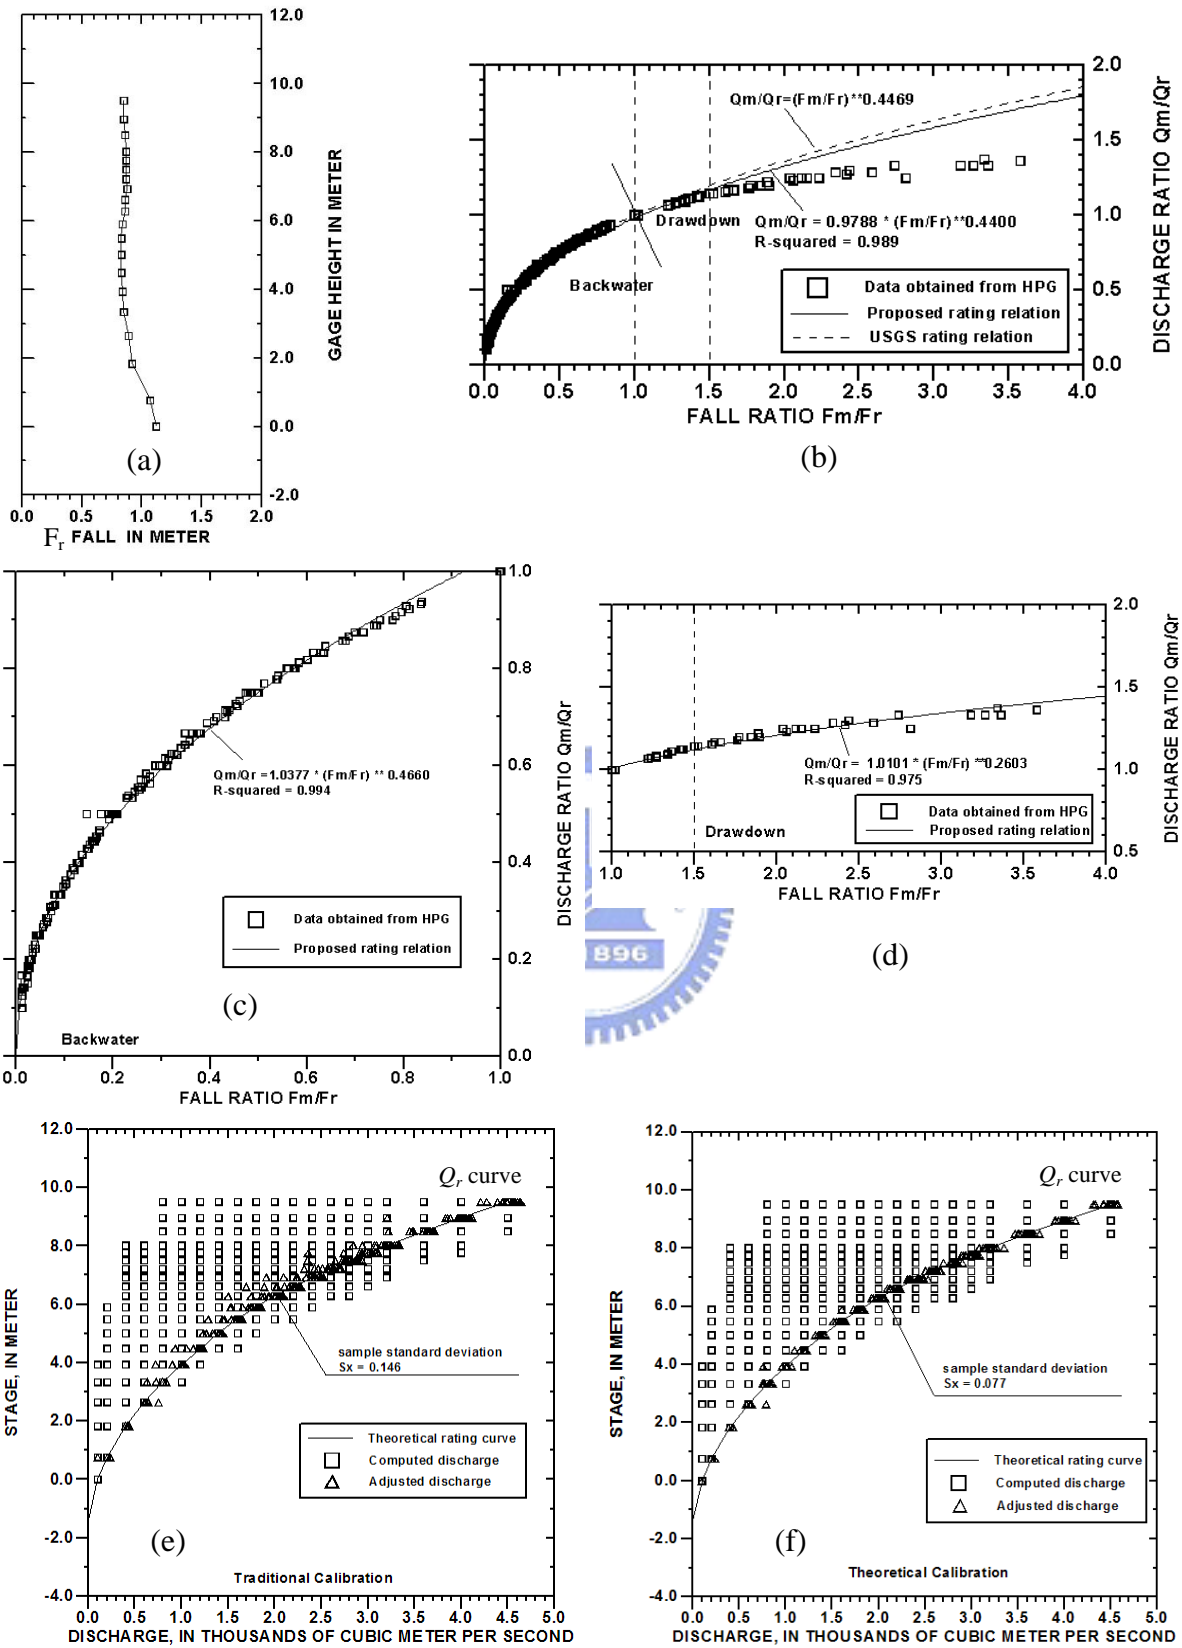 12.0
10.0
8.0
6.0
4.0
2.0
0.0
-2.0
GAGE HEIGHT IN METER
(a)
0.0 0.5 1.0 1.5 2.0
Fr FALL IN METER
2.0
1.5
1.0
0.5
0.0
DISCHARGE RATIO Qm/Qr
Qm/Qr=(Fm/Fr)**0.4469
Drawdown
Qm/Qr = 0.9788 * (Fm/Fr)**0.4400
R-squared = 0.989
Backwater
Data obtained from HPG
Proposed rating relation
USGS rating relation
0.0 0.5 1.0 1.5 2.0 2.5 3.0 3.5 4.0
FALL RATIO Fm/Fr
(b)
1.0
0.8
0.6
0.4
0.2
0.0
DISCHARGE RATIO Qm/Qr
Qm/Qr =1.0377 * (Fm/Fr) ** 0.4660
R-squared = 0.994
Data obtained from HPG
Proposed rating relation
(c)
Backwater
0.0 0.2 0.4 0.6 0.8 1.0
FALL RATIO Fm/Fr
2.0
1.5
1.0
0.5
DISCHARGE RATIO Qm/Qr
Qm/Qr = 1.0101 * (Fm/Fr) **0.2603
R-squared = 0.975
Data obtained from HPG
Proposed rating relation
Drawdown
1.0 1.5 2.0 2.5 3.0 3.5 4.0
FALL RATIO Fm/Fr
1896
(d)
12.0
10.0
8.0
6.0
4.0
2.0
0.0
-2.0
-4.0
STAGE, IN METER
Qr curve
sample standard deviation
Sx = 0.146
Theoretical rating curve
Computed discharge
Adjusted discharge
(e)
Traditional Calibration
0.0 0.5 1.0 1.5 2.0 2.5 3.0 3.5 4.0 4.5 5.0
DISCHARGE, IN THOUSANDS OF CUBIC METER PER SECOND
12.0
10.0
8.0
6.0
4.0
2.0
0.0
-2.0
-4.0
STAGE, IN METER
Qr curve
sample standard deviation
Sx = 0.077
Theoretical rating curve
Computed discharge
Adjusted discharge
(f)
Theoretical Calibration
0.0 0.5 1.0 1.5 2.0 2.5 3.0 3.5 4.0 4.5 5.0
DISCHARGE, IN THOUSANDS OF CUBIC METER PER SECOND